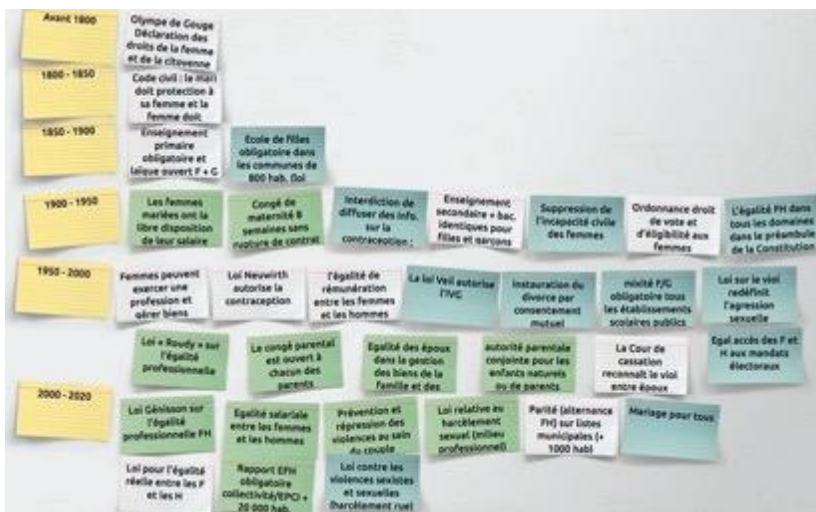 Avant 1800
Olympe de Gouge
Déclaration des
droits de la femme
et de la citoyenne
1800 - 1850
Code civil : le mari
doit protection à
sa femme et la
femme doit
1850 - 1900
Enseignement
primaire
obligatoire et
laïque ouvert F + G
Ecole de filles
obligatoire dans
les communes de
800 hab. (loi
1900 - 1950
Les femmes
mariées ont la
libre disposition
de leur salaire
Congé de
maternité 8
semaines sans
rupture de contrat
Interdiction de
diffuser des info.
sur la
contraception ;
Enseignement
secondaire + bac.
identiques pour
filles et garçons
Suppression de
l'incapacité civile
des femmes
Ordonnance droit
de vote et
d'éligibilité aux
femmes
L'égalité FH dans
tous les domaines
dans le préambule
de la Constitution
1950 - 2000
Femmes peuvent
exercer une
profession et
gérer biens
Loi Neuwirth
autorise la
contraception
l'égalité de
rémunération
entre les femmes
et les hommes
La loi Veil autorise
l'IVG
Instauration du
divorce par
consentement
mutuel
mixité F/G
obligatoire tous
les établissements
scolaires publics
Loi sur le viol
redéfinit
l'agression
sexuelle
Loi « Roudy » sur
l'égalité
professionnelle
Le congé parental
est ouvert à
chacun des
parents
Egalité des époux
dans la gestion
des biens de la
famille et des
autorité parentale
conjointe pour les
enfants naturels
ou de parents
La Cour de
cassation
reconnaît le viol
entre époux
Egal accès des F et
H aux mandats
électoraux
2000 - 2020
Loi Génisson sur
l'égalité
professionnelle FH
Egalité salariale
entre les femmes
et les hommes
Prévention et
répression des
violences au sein
du couple
Loi relative au
harcèlement
sexuel (milieu
professionnel)
Parité (alternance
FH) sur listes
municipales (+
1000 hab)
Mariage pour tous
Loi pour l'égalité
réelle entre les F
et les H
Rapport EFH
obligatoire
collectivité/EPCI +
20 000 hab.
Loi contre les
violences sexistes
et sexuelles
(harcèlement rue)